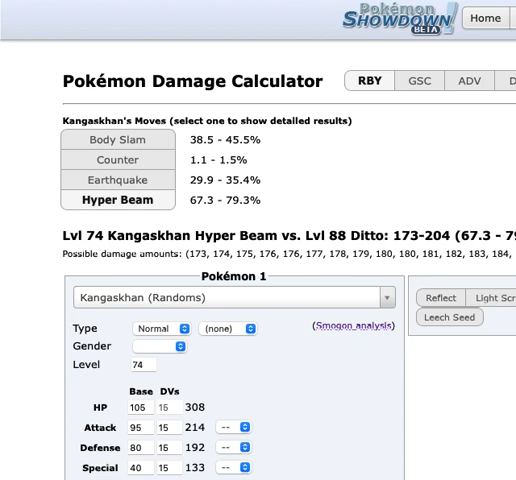 Pokémon
SHOWDOWN!
BETA
Home
Pokémon Damage Calculator
RBY
GSC
ADV
Kangaskhan's Moves (select one to show detailed results)
Body Slam 38.5 - 45.5%
Counter 1.1 - 1.5%
Earthquake 29.9 - 35.4%
Hyper Beam 67.3 - 79.3%
Lvl 74 Kangaskhan Hyper Beam vs. Lvl 88 Ditto: 173-204 (67.3 - 79
Possible damage amounts: (173, 174, 175, 176, 176, 177, 178, 179, 180, 180, 181, 182, 183, 184,
Pokémon 1
Kangaskhan (Randoms)
Reflect
Light Scr
Leech Seed
Type Normal (none) (Smogon analysis)
Gender
Level 74
Base DVs
HP 105 15 308
Attack 95 15 214 --
Defense 80 15 192 --
Special 40 15 133 --